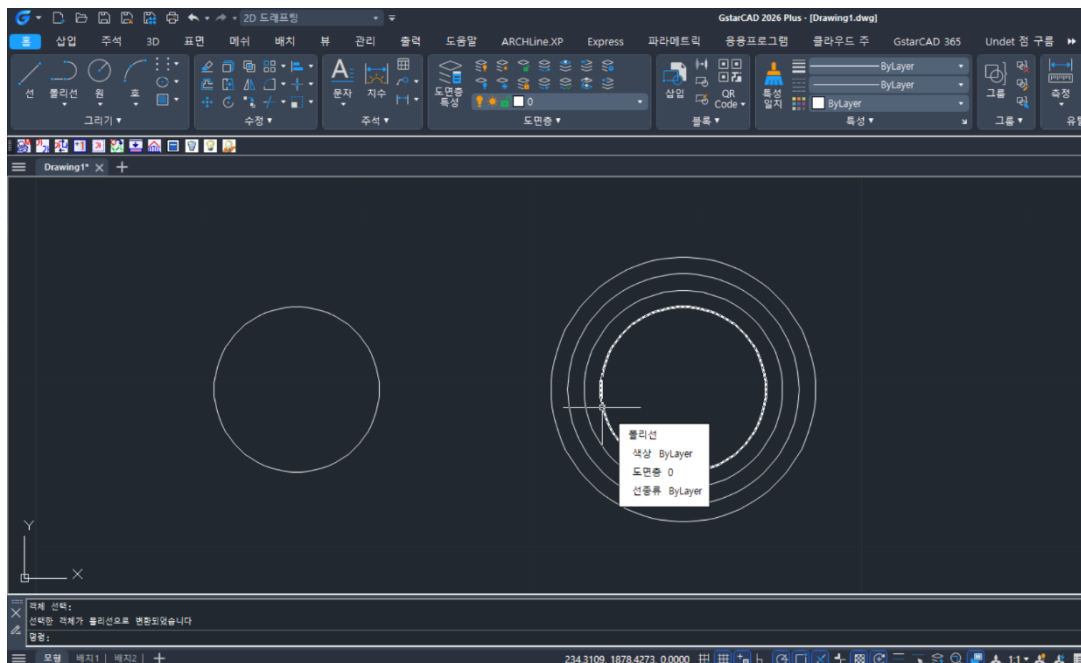 2D 드래프팅
GstarCAD 2026 Plus - [Drawing1.dwg]
홈 삽입 주석 3D 표면 메쉬 배치 뷰 관리 출력 도움말 ARCHLine.XP Express 파라메트릭 응용프로그램 클라우드 주 GstarCAD 365 Undet 점 구름
선 폴리선 원 호
그리기
수정
문자 지수
주석
도면층 특성
0
도면층
삽입
QR Code
블록
특성 일치
ByLayer
ByLayer
ByLayer
특성
그룹
그룹
측정
Drawing1*
폴리선
색상 ByLayer
도면층 0
선종류 ByLayer
Y
X
객체 선택:
선택한 객체가 폴리선으로 변환되었습니다
명령:
모형 배치1 배치2
234.3109, 1878.4273, 0.0000
1:1